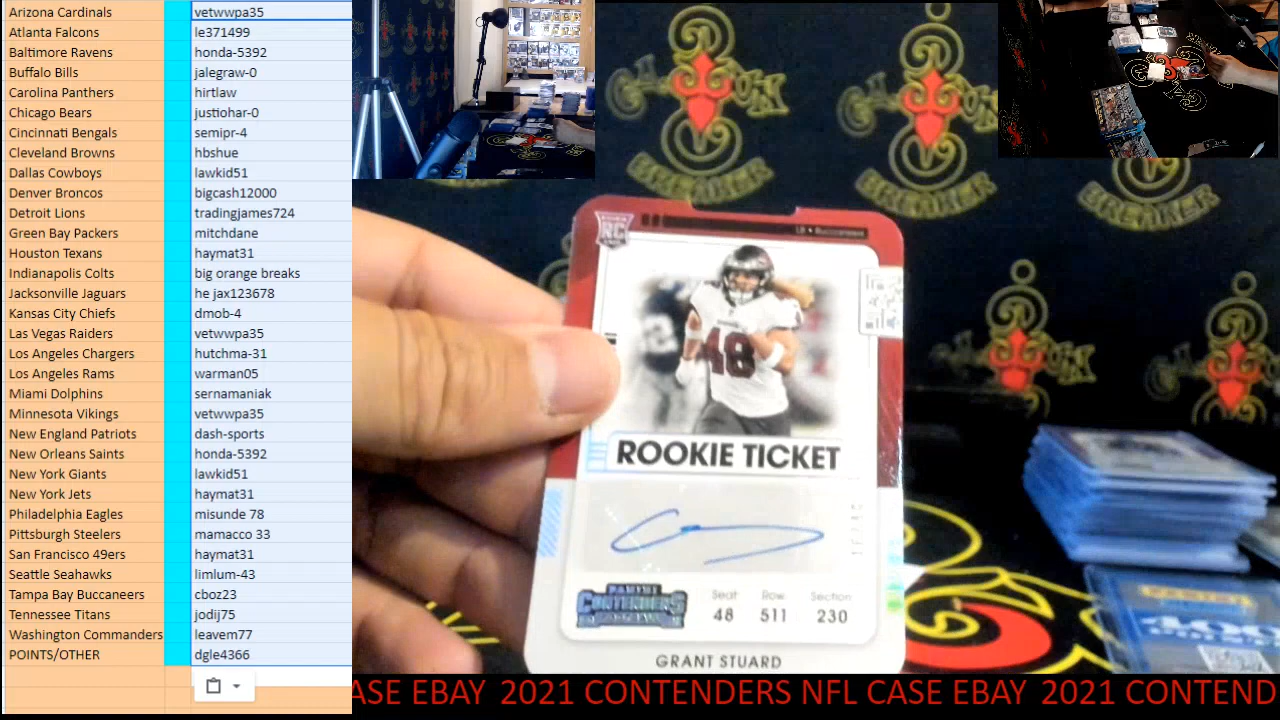 Arizona Cardinals vetwwpa35
Atlanta Falcons le371499
Baltimore Ravens honda-5392
Buffalo Bills jalegraw-0
Carolina Panthers hirtlaw
Chicago Bears justiohar-0
Cincinnati Bengals semipr-4
Cleveland Browns hbshue
Dallas Cowboys lawkid51
Denver Broncos bigcash12000
Detroit Lions tradingjames724
Green Bay Packers mitchdane
Houston Texans haymat31
Indianapolis Colts big orange breaks
Jacksonville Jaguars he jax123678
Kansas City Chiefs dmob-4
Las Vegas Raiders vetwwpa35
Los Angeles Chargers hutchma-31
Los Angeles Rams warman05
Miami Dolphins sernamaniak
Minnesota Vikings vetwwpa35
New England Patriots dash-sports
New Orleans Saints honda-5392
New York Giants lawkid51
New York Jets haymat31
Philadelphia Eagles misunde 78
Pittsburgh Steelers mamacco 33
San Francisco 49ers haymat31
Seattle Seahawks limlum-43
Tampa Bay Buccaneers cboz23
Tennessee Titans jodij75
Washington Commanders leavem77
POINTS/OTHER dgle4366
BREAKER
BREAKER
RC
LB • Buccaneers
48
ROOKIE TICKET
PANINI
CONTENDERS
Seat Row Section
48 511 230
GRANT STUARD
ASE EBAY 2021 CONTENDERS NFL CASE EBAY 2021 CONTEND